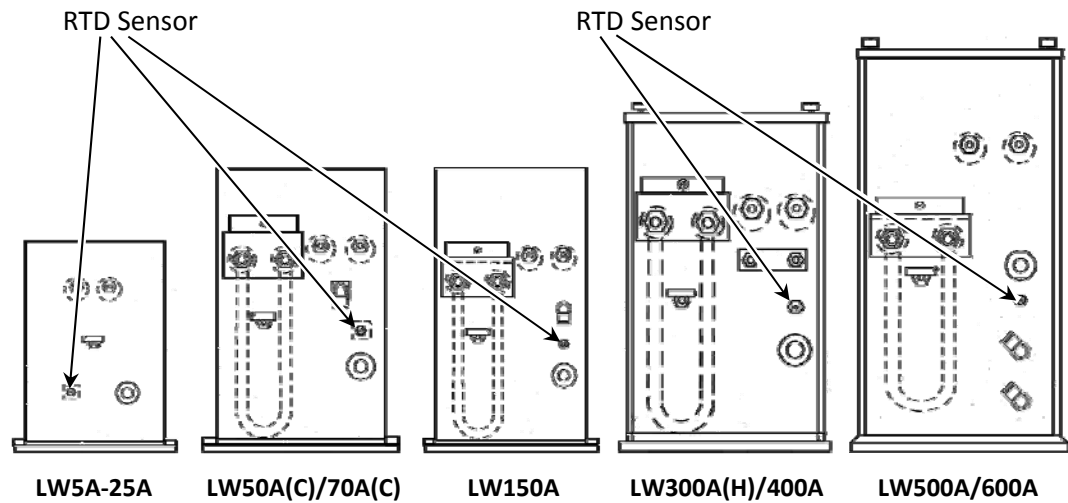 RTD Sensor
RTD Sensor
LW5A-25A
LW50A(C)/70A(C)
LW150A
LW300A(H)/400A
LW500A/600A